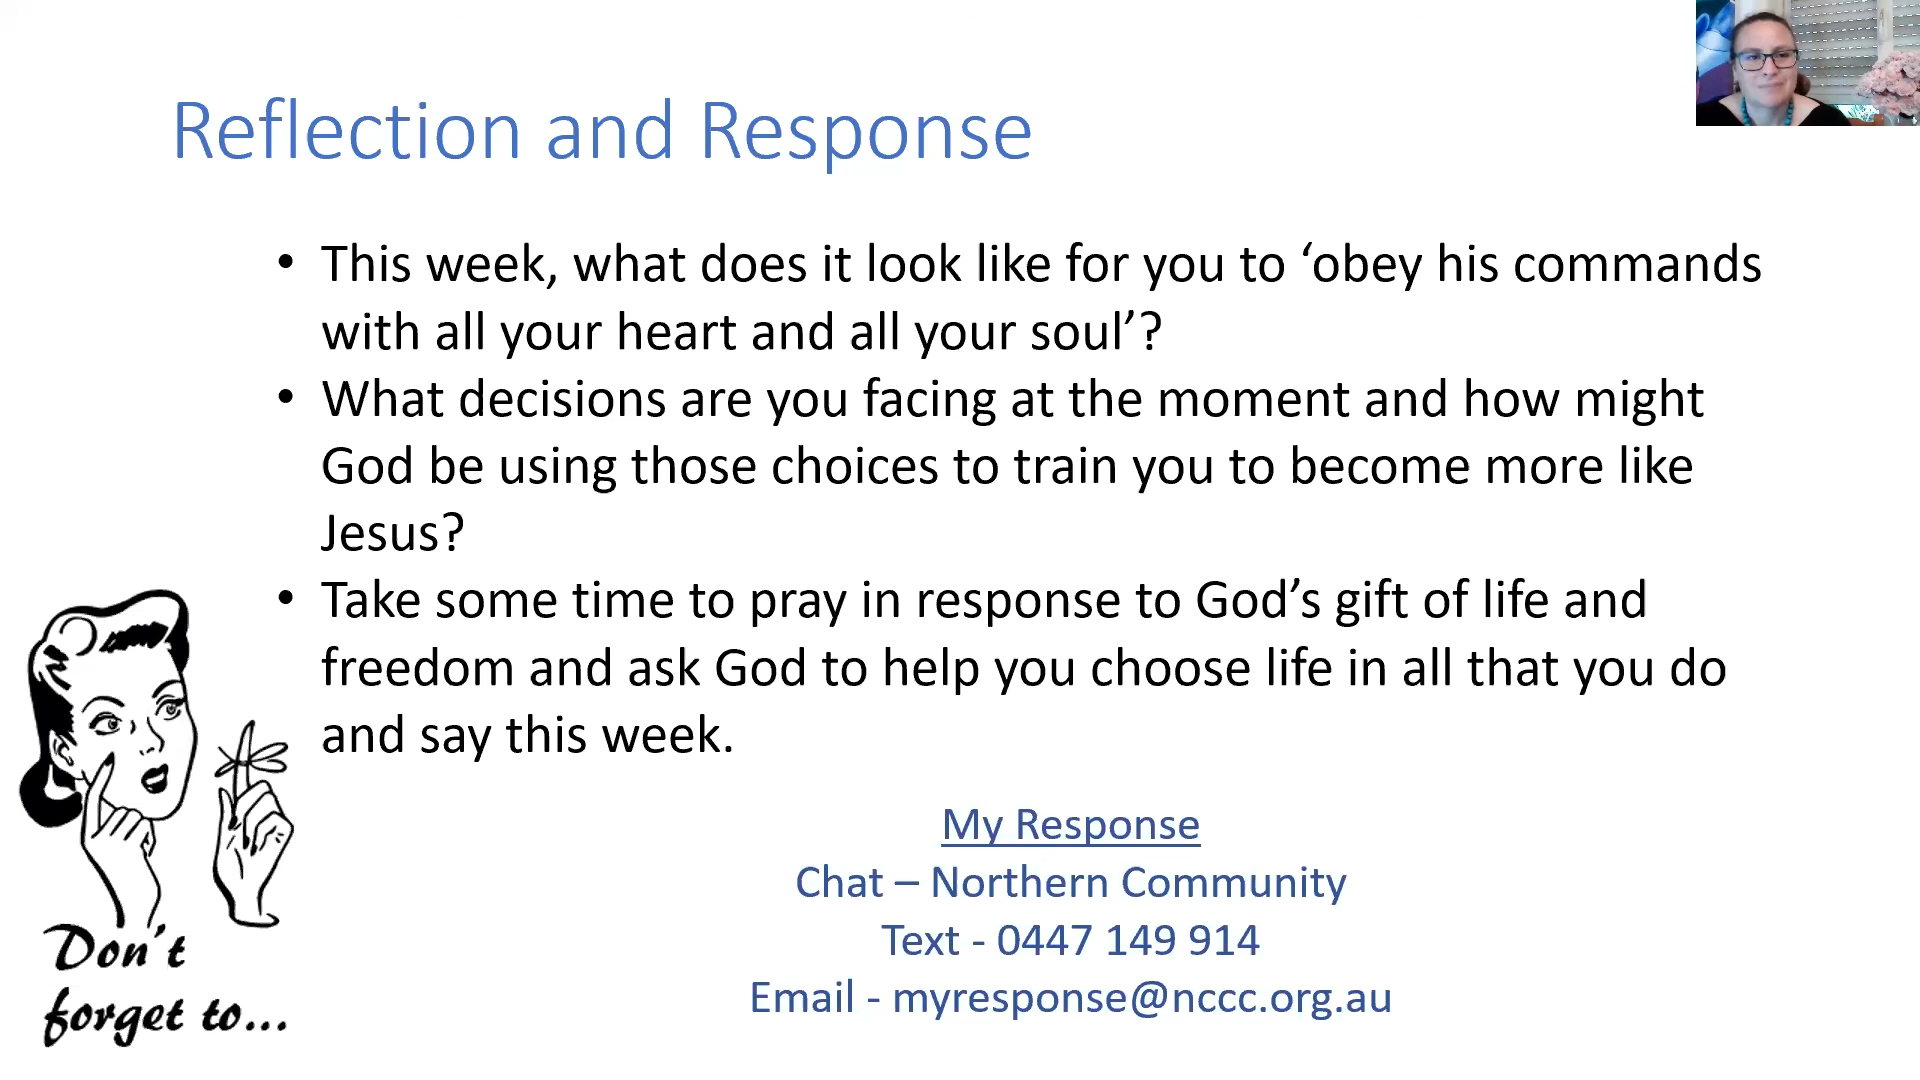 Reflection and Response
• This week, what does it look like for you to ‘obey his commands
with all your heart and all your soul’?
• What decisions are you facing at the moment and how might
God be using those choices to train you to become more like
Jesus?
• Take some time to pray in response to God’s gift of life and
freedom and ask God to help you choose life in all that you do
and say this week.
My Response
Chat – Northern Community
Text - 0447 149 914
Email - myresponse@nccc.org.au
Don't
forget to...